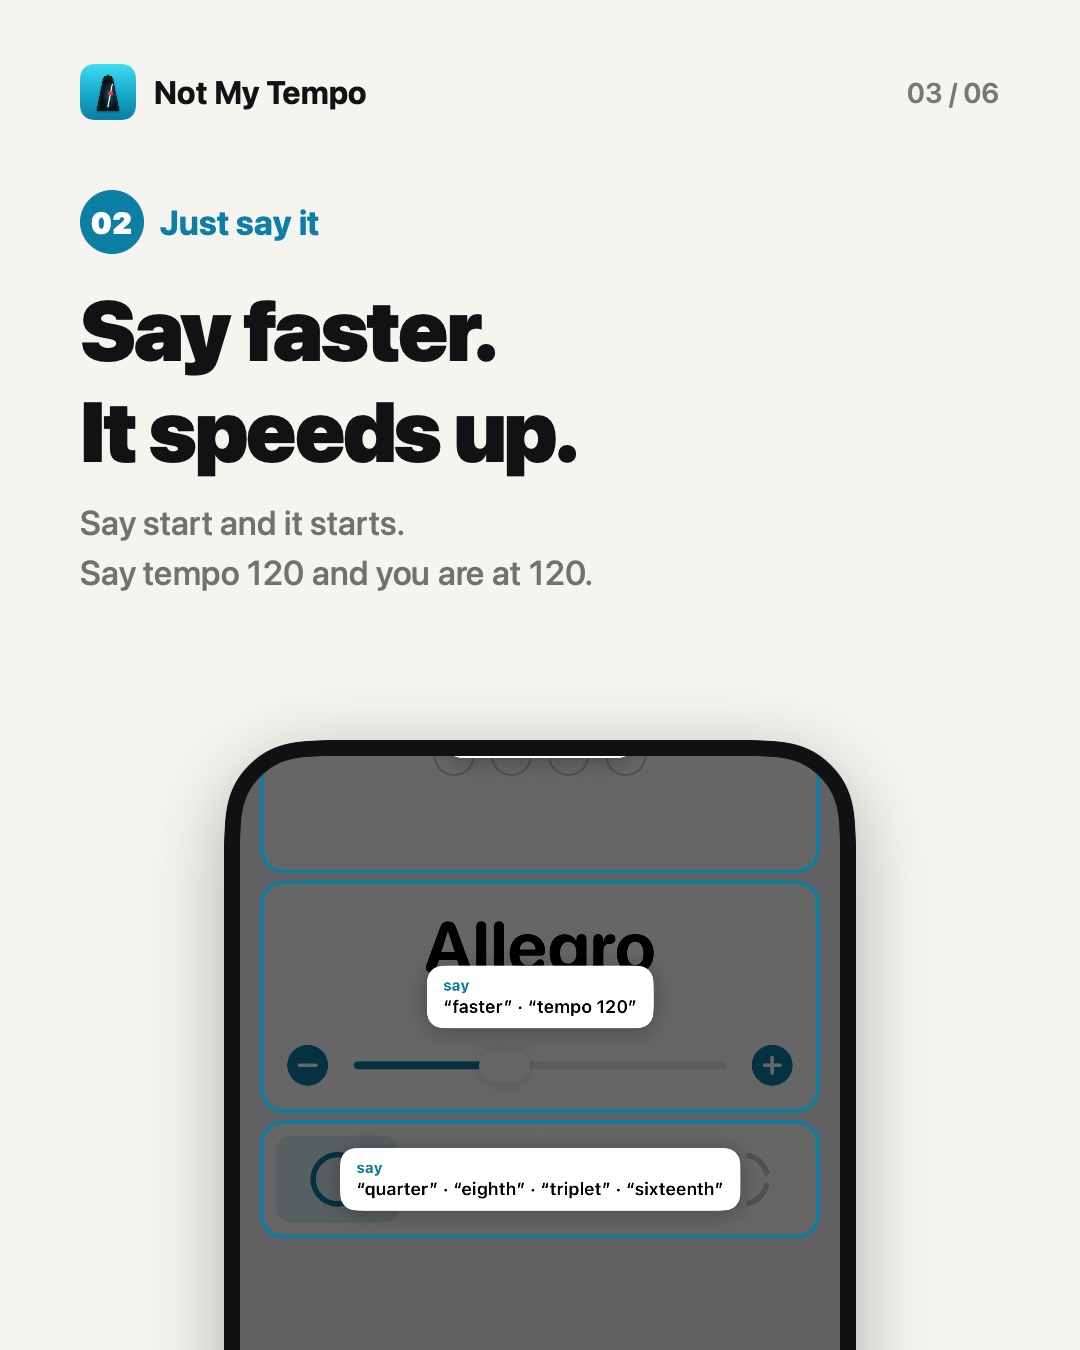 Not My Tempo
03 / 06
02 Just say it
Say faster.
It speeds up.
Say start and it starts.
Say tempo 120 and you are at 120.
Allegro
say
“faster” · “tempo 120”
say
“quarter” · “eighth” · “triplet” · “sixteenth”